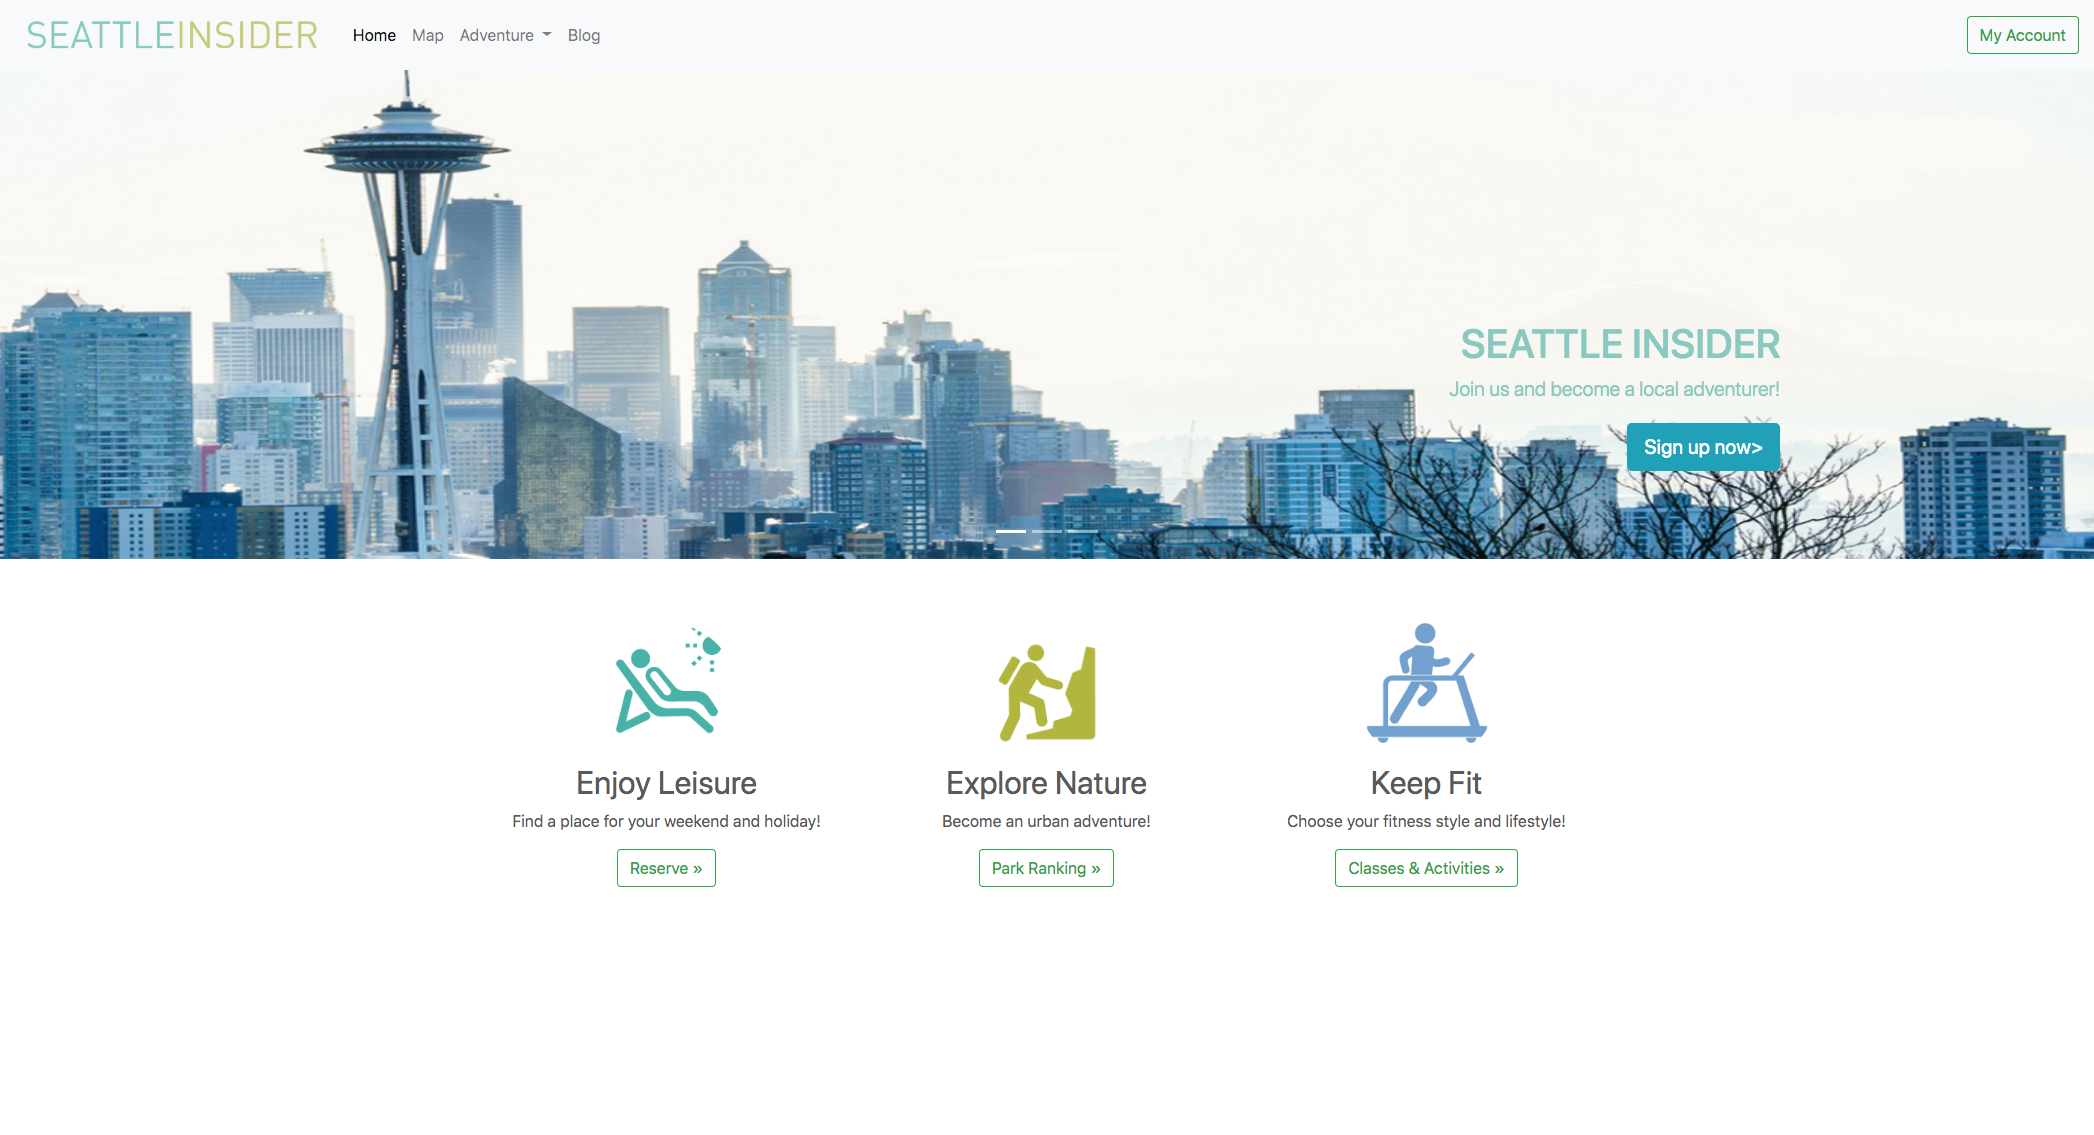 SEATTLEINSIDER
Home Map Adventure Blog
My Account
SEATTLE INSIDER
Join us and become a local adventurer!
Sign up now>
Enjoy Leisure
Find a place for your weekend and holiday!
Reserve »
Explore Nature
Become an urban adventure!
Park Ranking »
Keep Fit
Choose your fitness style and lifestyle!
Classes & Activities »